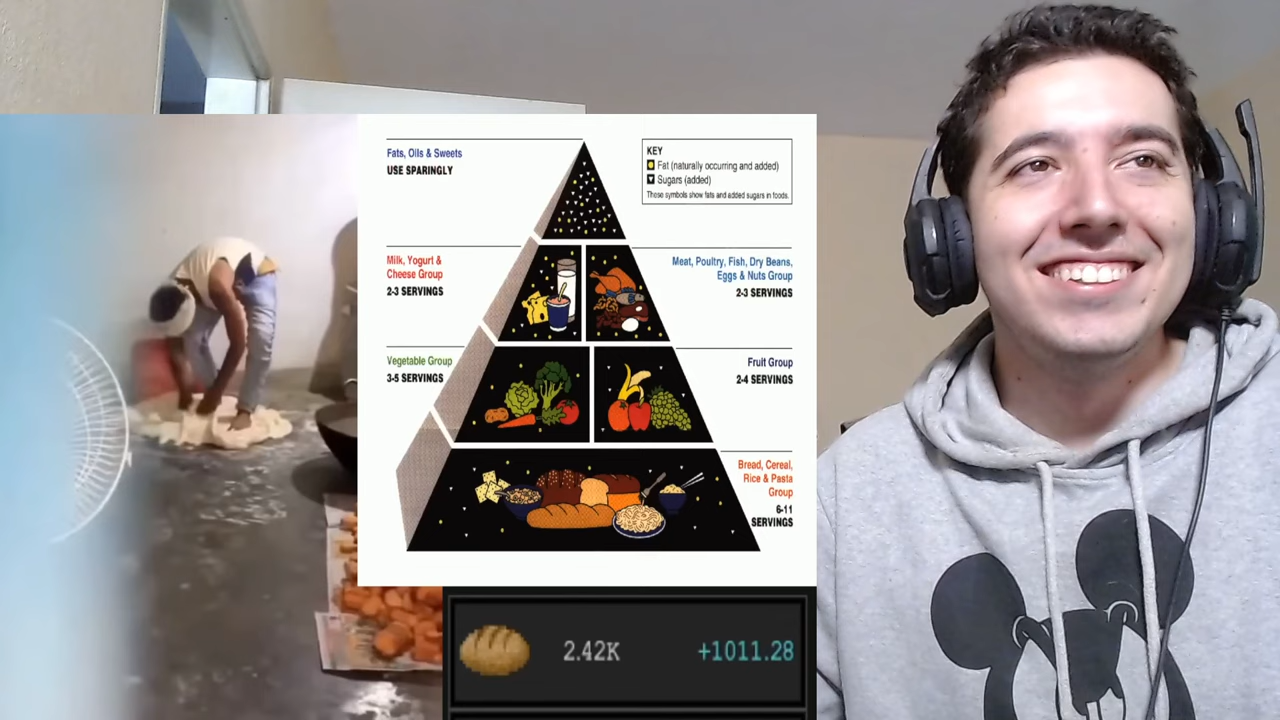 Fats, Oils & Sweets
USE SPARINGLY
KEY
Fat (naturally occurring and added)
Sugars (added)
These symbols show fats and added sugars in foods.
Milk, Yogurt &
Cheese Group
2-3 SERVINGS
Meat, Poultry, Fish, Dry Beans,
Eggs & Nuts Group
2-3 SERVINGS
Vegetable Group
3-5 SERVINGS
Fruit Group
2-4 SERVINGS
Bread, Cereal,
Rice & Pasta
Group
6-11
SERVINGS
2.42K +1011.28